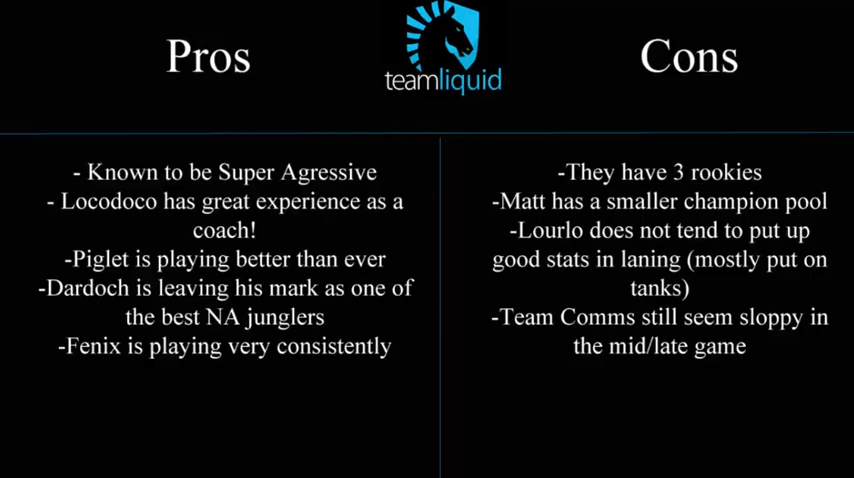 Pros
teamliquid
Cons
- Known to be Super Agressive
- Locodoco has great experience as a
coach!
-Piglet is playing better than ever
-Dardoch is leaving his mark as one of
the best NA junglers
-Fenix is playing very consistently
-They have 3 rookies
-Matt has a smaller champion pool
-Lourlo does not tend to put up
good stats in laning (mostly put on
tanks)
-Team Comms still seem sloppy in
the mid/late game